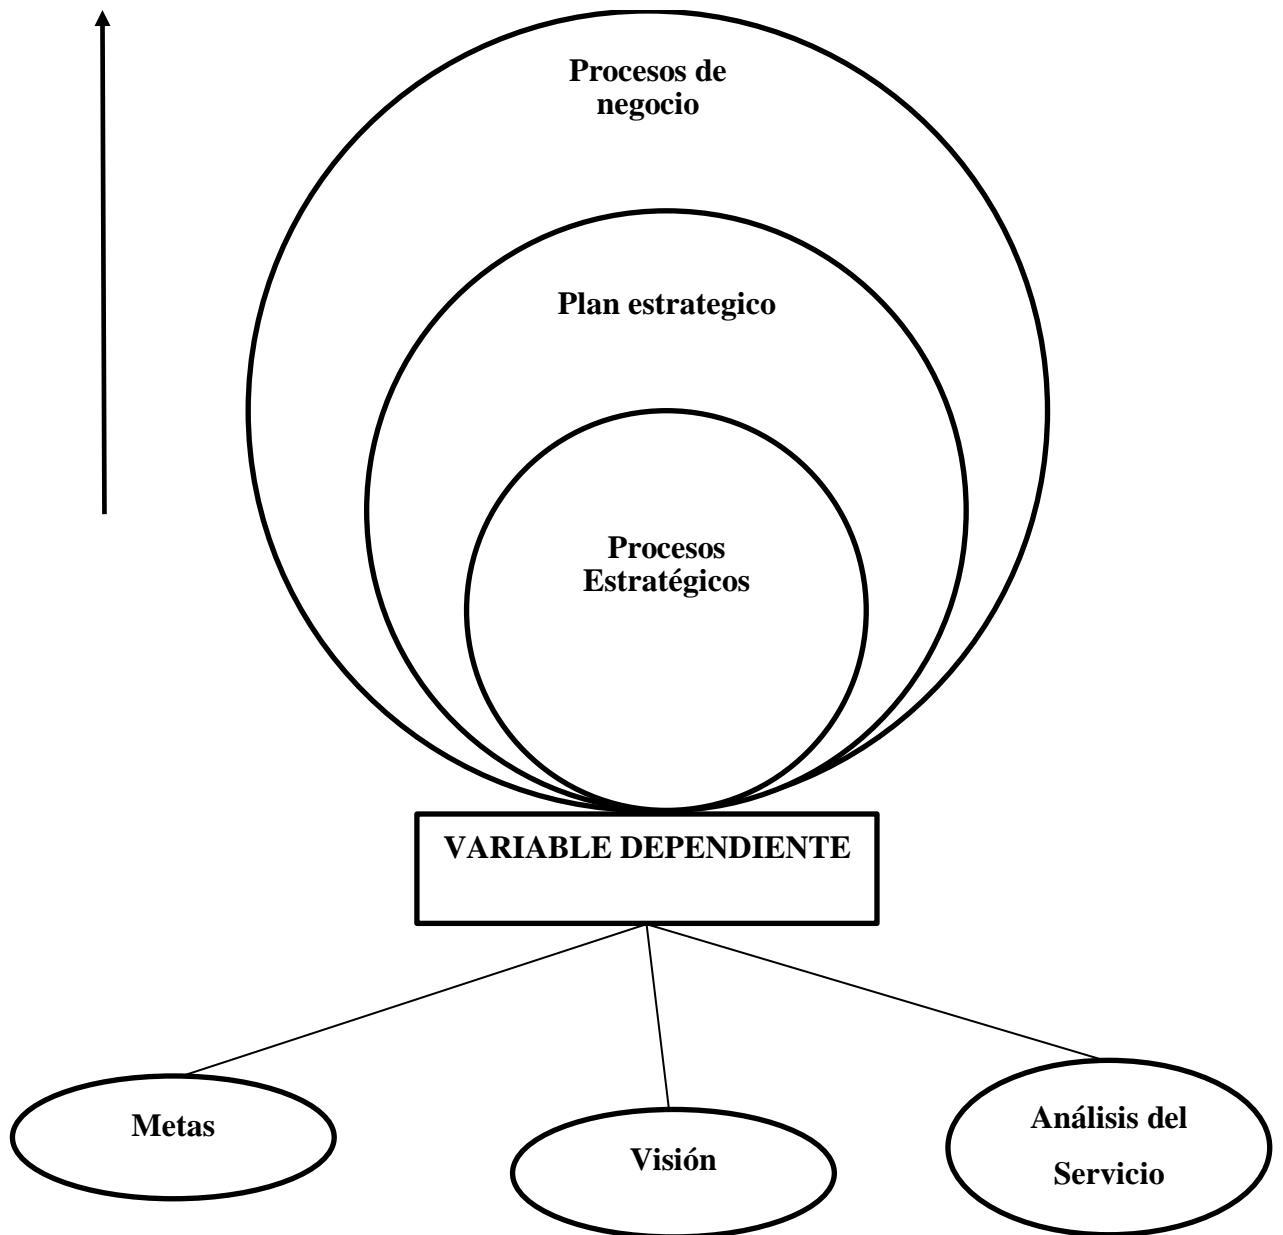 Procesos de
negocio
Plan estrategico
Procesos
Estratégicos
VARIABLE DEPENDIENTE
Metas
Visión
Análisis del
Servicio